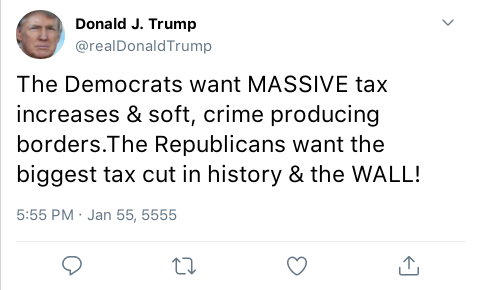 Donald J. Trump
@realDonaldTrump
The Democrats want MASSIVE tax
increases & soft, crime producing
borders.The Republicans want the
biggest tax cut in history & the WALL!
5:55 PM · Jan 55, 5555